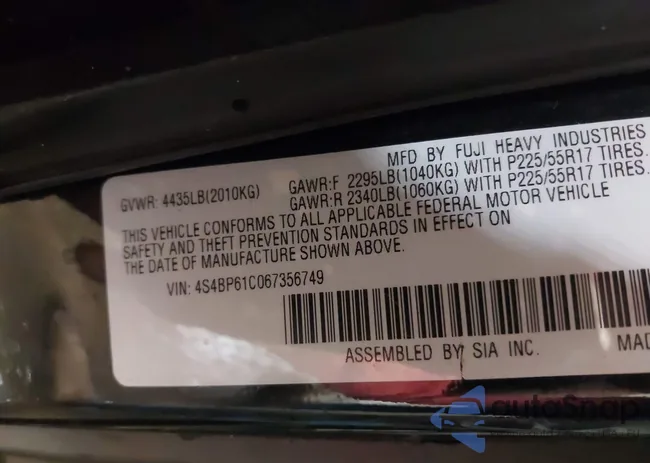 MFD BY FUJI HEAVY INDUSTRIES
GVWR: 4435LB(2010KG) GAWR:F 2295LB(1040KG) WITH P225/55R17 TIRES.
GAWR:R 2340LB(1060KG) WITH P225/55R17 TIRES.
THIS VEHICLE CONFORMS TO ALL APPLICABLE FEDERAL MOTOR VEHICLE
SAFETY AND THEFT PREVENTION STANDARDS IN EFFECT ON
THE DATE OF MANUFACTURE SHOWN ABOVE.
VIN: 4S4BP61C067356749
ASSEMBLED BY SIA INC. MAD
autoSnap